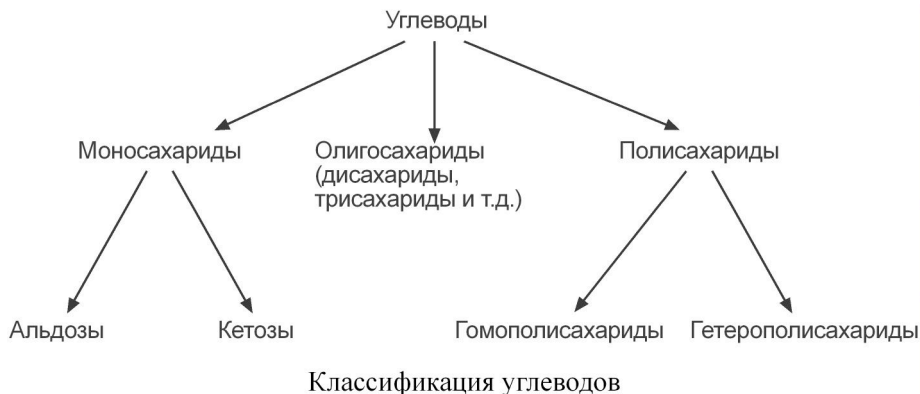 Углеводы
Моносахариды
Олигосахариды
(дисахариды,
трисахариды и т.д.)
Полисахариды
Альдозы
Кетозы
Гомополисахариды
Гетерополисахариды
Классификация углеводов